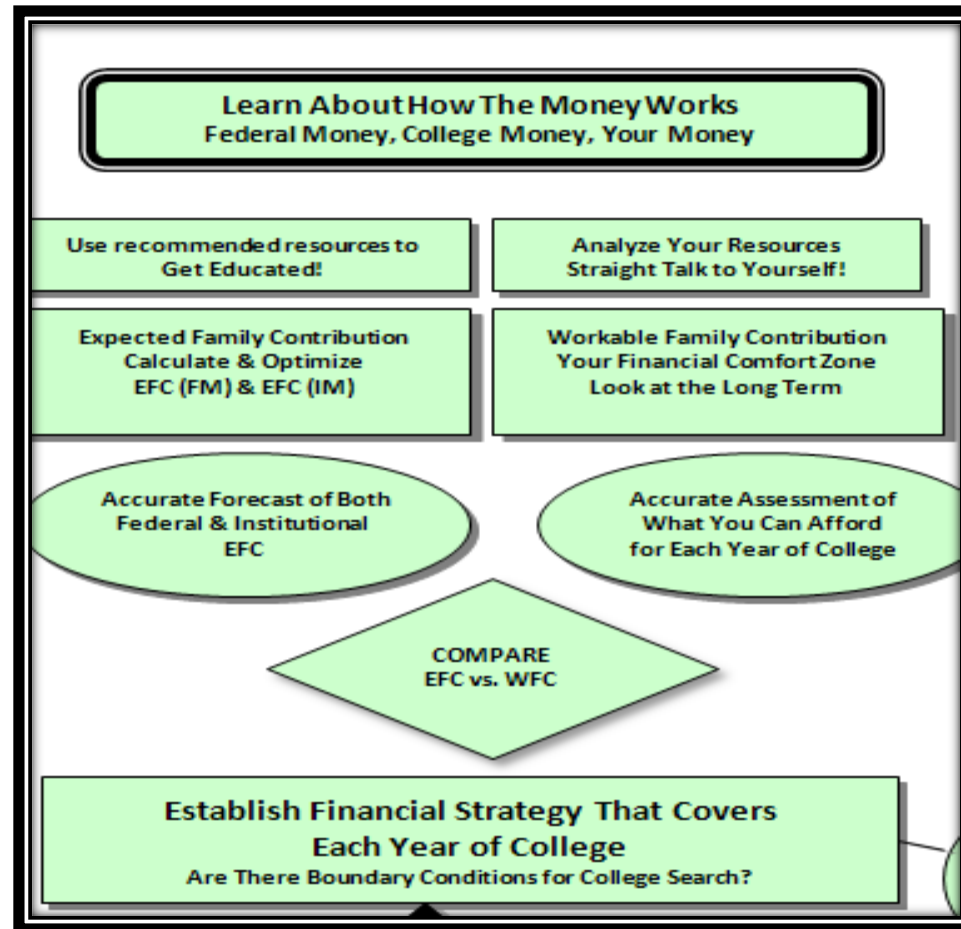 Learn About How The Money Works
Federal Money, College Money, Your Money
Use recommended resources to
Get Educated!
Analyze Your Resources
Straight Talk to Yourself!
Expected Family Contribution
Calculate & Optimize
EFC (FM) & EFC (IM)
Workable Family Contribution
Your Financial Comfort Zone
Look at the Long Term
Accurate Forecast of Both
Federal & Institutional
EFC
Accurate Assessment of
What You Can Afford
for Each Year of College
COMPARE
EFC vs. WFC
Establish Financial Strategy That Covers
Each Year of College
Are There Boundary Conditions for College Search?